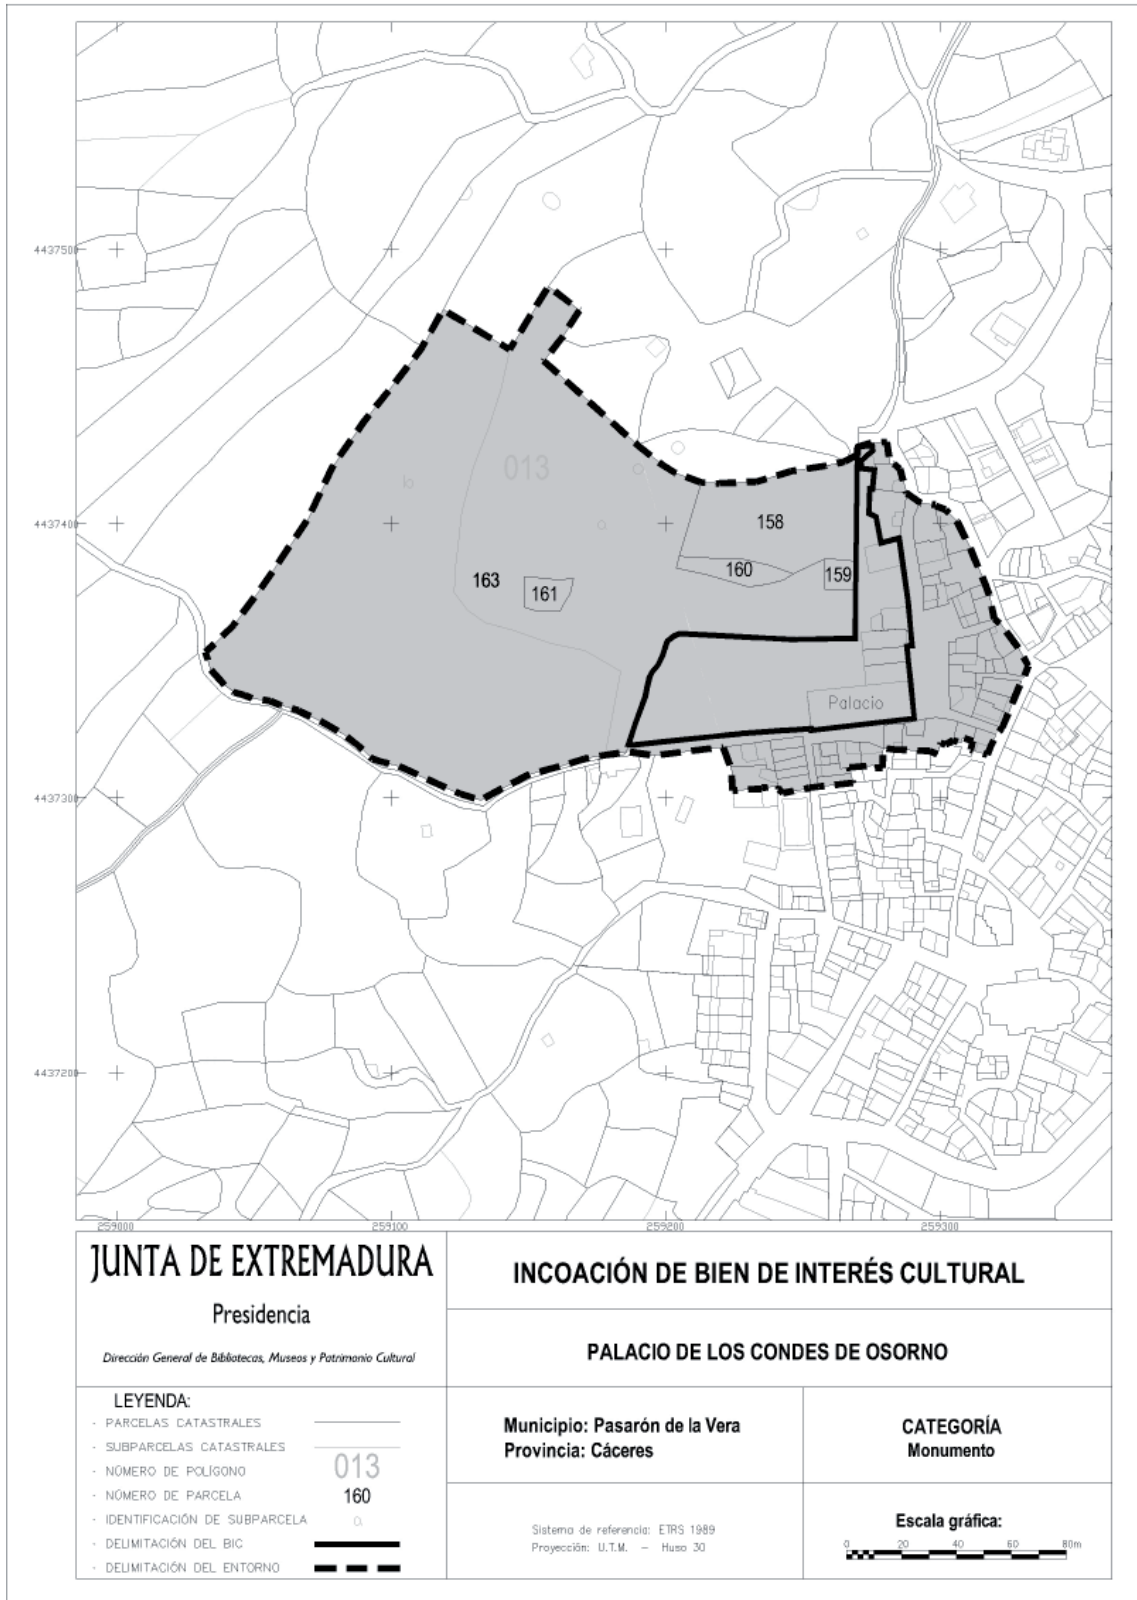 4437500
013
b
a
4437400
158
160
159
163
161
Palacio
4437300
4437200
259000
259100
259200
259300
JUNTA DE EXTREMADURA
Presidencia
Dirección General de Bibliotecas, Museos y Patrimonio Cultural
INCOACIÓN DE BIEN DE INTERÉS CULTURAL
PALACIO DE LOS CONDES DE OSORNO
LEYENDA:
- PARCELAS CATASTRALES
- SUBPARCELAS CATASTRALES
- NÚMERO DE POLÍGONO 013
- NÚMERO DE PARCELA 160
- IDENTIFICACIÓN DE SUBPARCELA a
- DELIMITACIÓN DEL BIC
- DELIMITACIÓN DEL ENTORNO
Municipio: Pasarón de la Vera
Provincia: Cáceres
CATEGORÍA
Monumento
Sistema de referencia: ETRS 1989
Proyección: U.T.M. – Huso 30
Escala gráfica:
0 20 40 60 80m